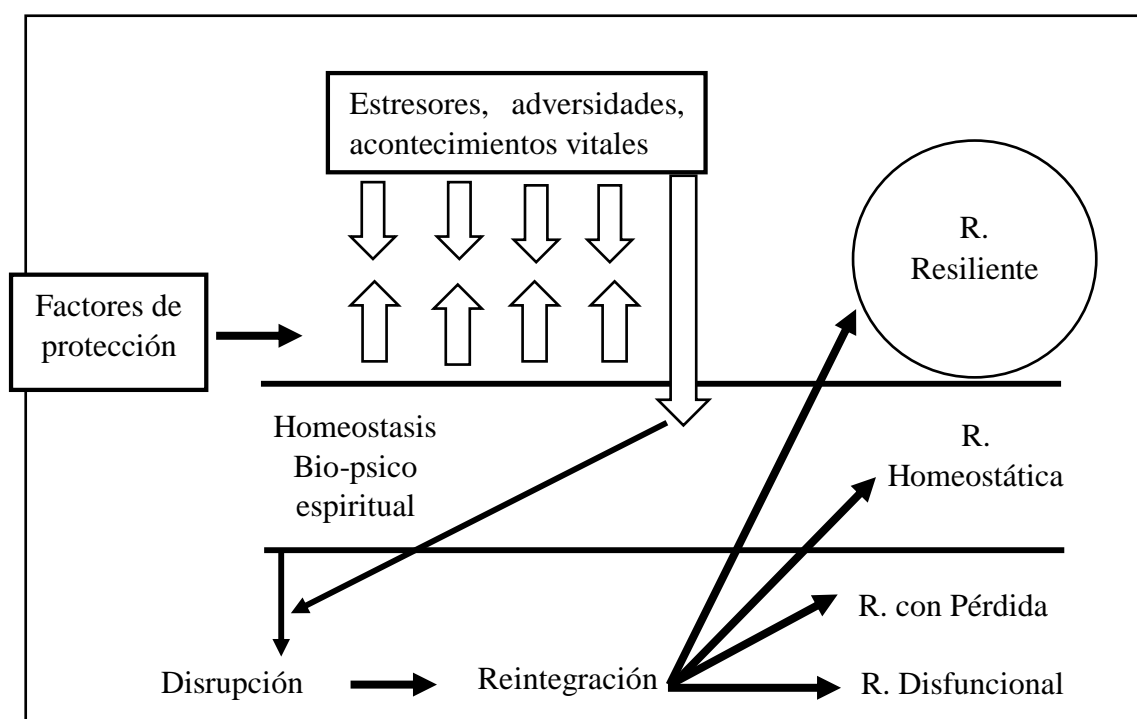 Estresores, adversidades,
acontecimientos vitales
R.
Resiliente
Factores de
protección
Homeostasis
Bio-psico
espiritual
R.
Homeostática
R. con Pérdida
Disrupción
Reintegración
R. Disfuncional